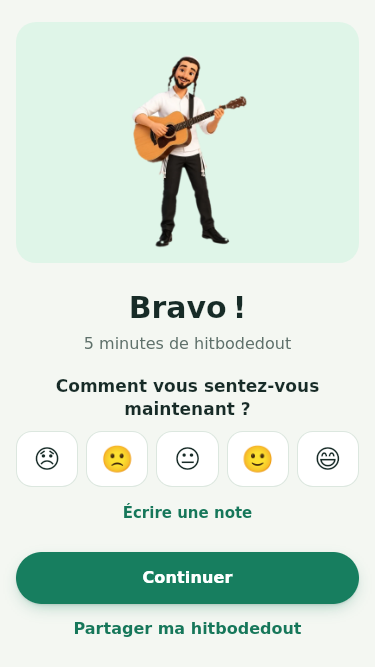 Bravo !
5 minutes de hitbodedout
Comment vous sentez-vous
maintenant ?
Écrire une note
Continuer
Partager ma hitbodedout